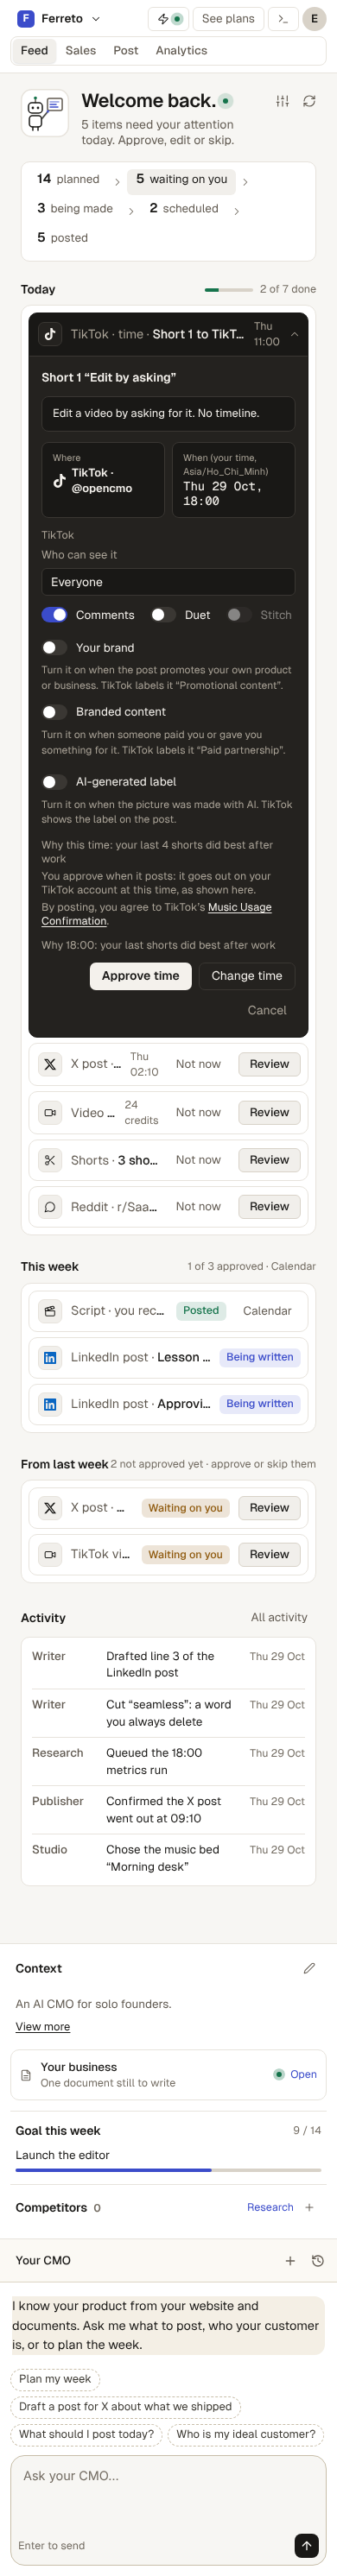 F Ferreto
See plans
E
Feed Sales Post Analytics
Welcome back.
5 items need your attention
today. Approve, edit or skip.
14 planned
5 waiting on you
3 being made
2 scheduled
5 posted
Today
2 of 7 done
TikTok · time · Short 1 to TikT...
Thu
11:00
Short 1 “Edit by asking”
Edit a video by asking for it. No timeline.
Where
TikTok ·
@opencmo
When (your time,
Asia/Ho_Chi_Minh)
Thu 29 Oct,
18:00
TikTok
Who can see it
Everyone
Comments
Duet
Stitch
Your brand
Turn it on when the post promotes your own product
or business. TikTok labels it “Promotional content”.
Branded content
Turn it on when someone paid you or gave you
something for it. TikTok labels it “Paid partnership”.
AI-generated label
Turn it on when the picture was made with AI. TikTok
shows the label on the post.
Why this time: your last 4 shorts did best after
work
You approve when it posts: it goes out on your
TikTok account at this time, as shown here.
By posting, you agree to TikTok’s Music Usage
Confirmation.
Why 18:00: your last shorts did best after work
Approve time
Change time
Cancel
X post ·...
Thu
02:10
Not now
Review
Video ...
24
credits
Not now
Review
Shorts · 3 sho...
Not now
Review
Reddit · r/Saa...
Not now
Review
This week
1 of 3 approved · Calendar
Script · you rec...
Posted
Calendar
LinkedIn post · Lesson ...
Being written
LinkedIn post · Approvi...
Being written
From last week
2 not approved yet · approve or skip them
X post · ...
Waiting on you
Review
TikTok vi...
Waiting on you
Review
Activity
All activity
Writer
Drafted line 3 of the
LinkedIn post
Thu 29 Oct
Writer
Cut “seamless”: a word
you always delete
Thu 29 Oct
Research
Queued the 18:00
metrics run
Thu 29 Oct
Publisher
Confirmed the X post
went out at 09:10
Thu 29 Oct
Studio
Chose the music bed
“Morning desk”
Thu 29 Oct
Context
An AI CMO for solo founders.
View more
Your business
One document still to write
Open
Goal this week
9 / 14
Launch the editor
Competitors 0
Research
Your CMO
I know your product from your website and
documents. Ask me what to post, who your customer
is, or to plan the week.
Plan my week
Draft a post for X about what we shipped
What should I post today?
Who is my ideal customer?
Ask your CMO...
Enter to send